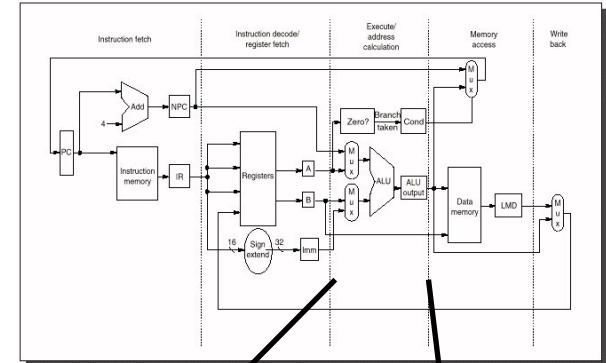 Instruction fetch
Instruction decode/
register fetch
Execute/
address
calculation
Memory
access
Write
back
M
u
x
Add
NPC
4
Zero?
Branch
taken
Cond
PC
Instruction
memory
IR
Registers
A
B
M
u
x
M
u
x
ALU
ALU
output
Data
memory
LMD
M
u
x
16
Sign
extend
32
Imm